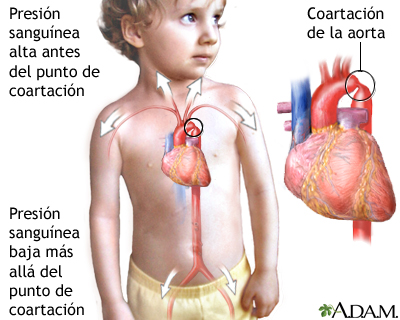 Presión
sanguínea
alta antes
del punto de
coartación
Coartación
de la aorta
Presión
sanguínea
baja más
allá del
punto de
coartación
ADAM.